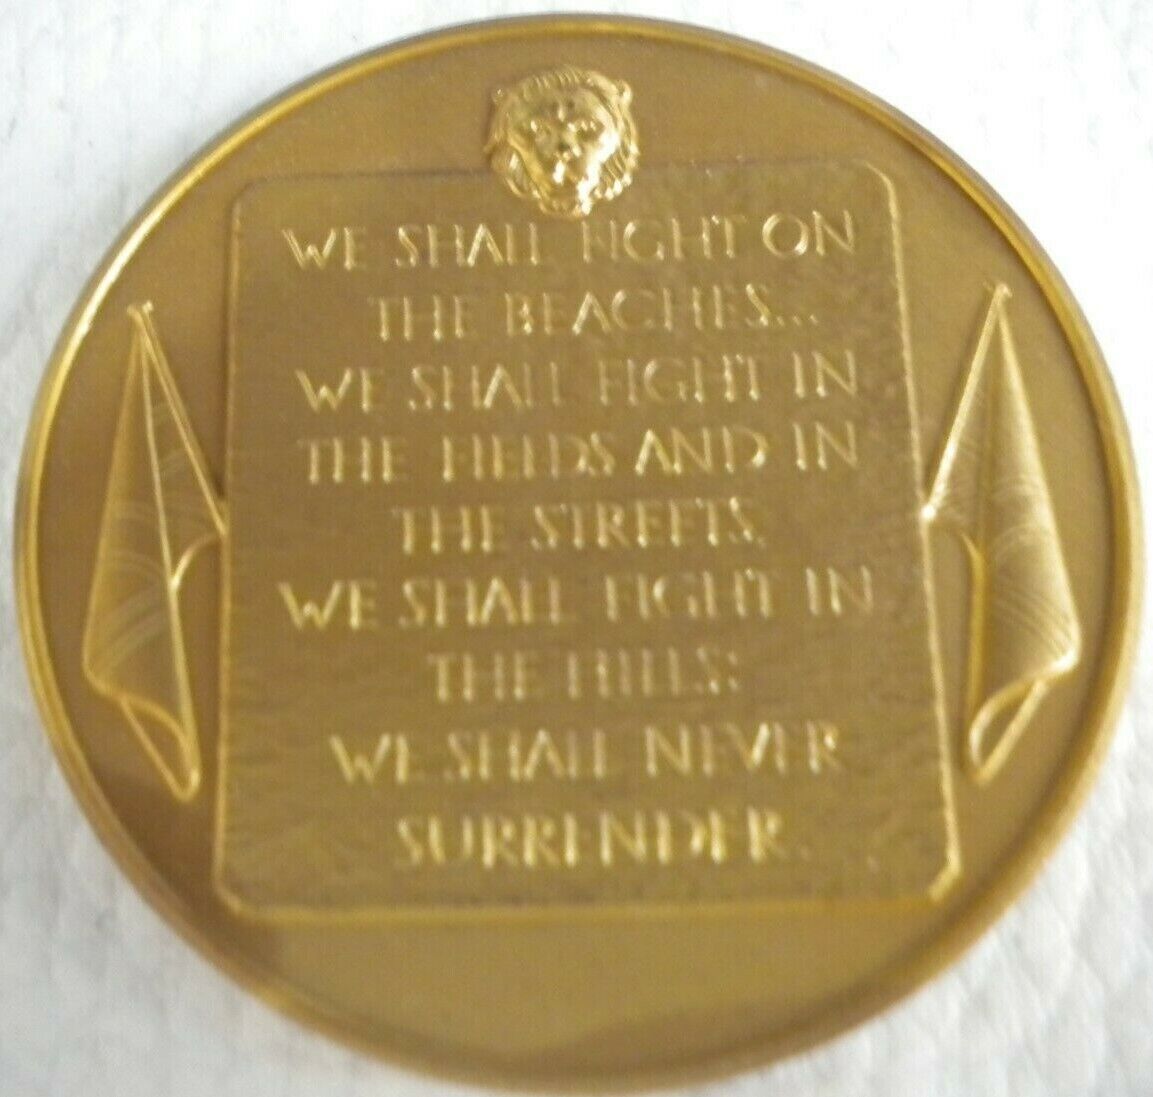 WE SHALL FIGHT ON
THE BEACHES...
WE SHALL FIGHT IN
THE FIELDS AND IN
THE STREETS,
WE SHALL FIGHT IN
THE HILLS;
WE SHALL NEVER
SURRENDER.